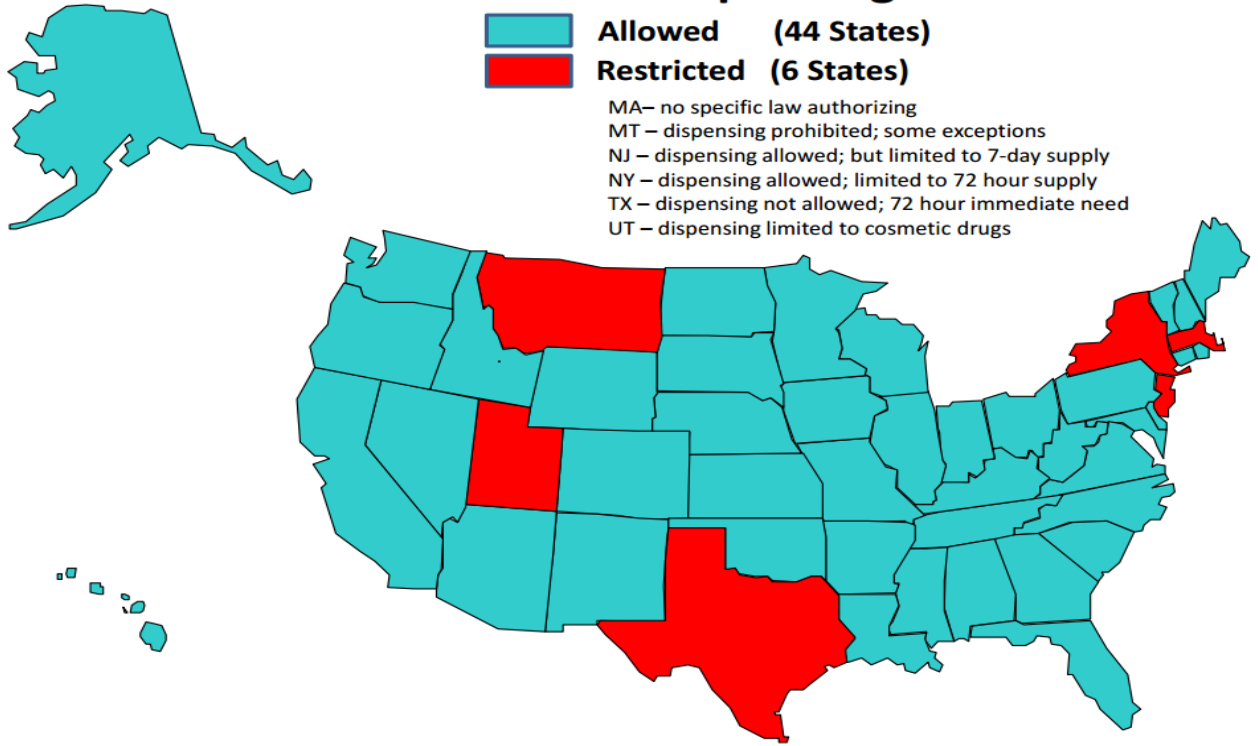 Allowed (44 States)
Restricted (6 States)
MA– no specific law authorizing
MT – dispensing prohibited; some exceptions
NJ – dispensing allowed; but limited to 7-day supply
NY – dispensing allowed; limited to 72 hour supply
TX – dispensing not allowed; 72 hour immediate need
UT – dispensing limited to cosmetic drugs